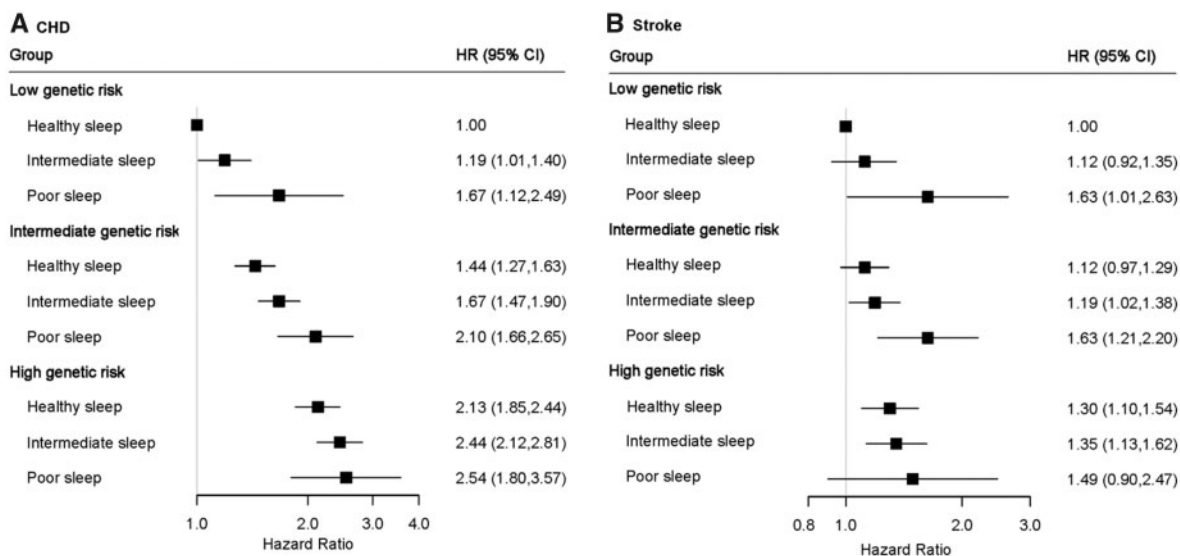 A CHD
Group HR (95% CI)
Low genetic risk
Healthy sleep 1.00
Intermediate sleep 1.19 (1.01,1.40)
Poor sleep 1.67 (1.12,2.49)
Intermediate genetic risk
Healthy sleep 1.44 (1.27,1.63)
Intermediate sleep 1.67 (1.47,1.90)
Poor sleep 2.10 (1.66,2.65)
High genetic risk
Healthy sleep 2.13 (1.85,2.44)
Intermediate sleep 2.44 (2.12,2.81)
Poor sleep 2.54 (1.80,3.57)
1.0 2.0 3.0 4.0
Hazard Ratio
B Stroke
Group HR (95% CI)
Low genetic risk
Healthy sleep 1.00
Intermediate sleep 1.12 (0.92,1.35)
Poor sleep 1.63 (1.01,2.63)
Intermediate genetic risk
Healthy sleep 1.12 (0.97,1.29)
Intermediate sleep 1.19 (1.02,1.38)
Poor sleep 1.63 (1.21,2.20)
High genetic risk
Healthy sleep 1.30 (1.10,1.54)
Intermediate sleep 1.35 (1.13,1.62)
Poor sleep 1.49 (0.90,2.47)
0.8 1.0 2.0 3.0
Hazard Ratio